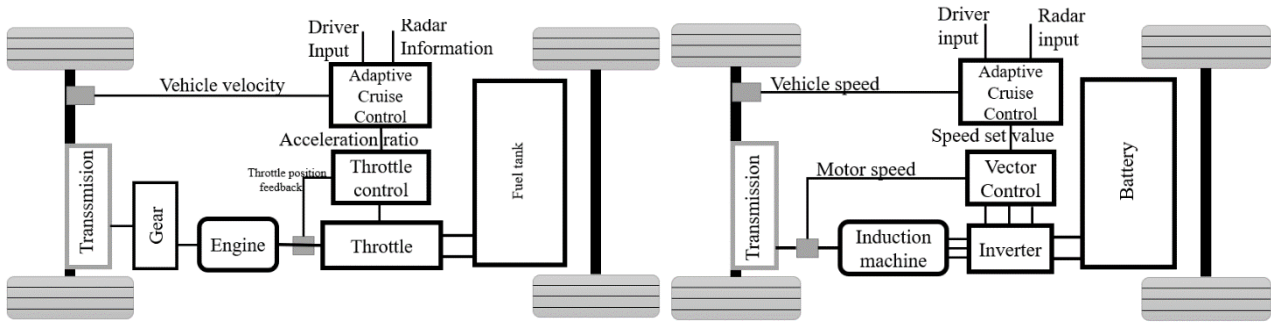 Driver
Input
Radar
Information
Vehicle velocity
Adaptive
Cruise
Control
Acceleration ratio
Throttle position
feedback
Throttle
control
Fuel tank
Transsmision
Gear
Engine
Throttle
Driver
input
Radar
input
Vehicle speed
Adaptive
Cruise
Control
Speed set value
Motor speed
Vector
Control
Battery
Transmission
Induction
machine
Inverter